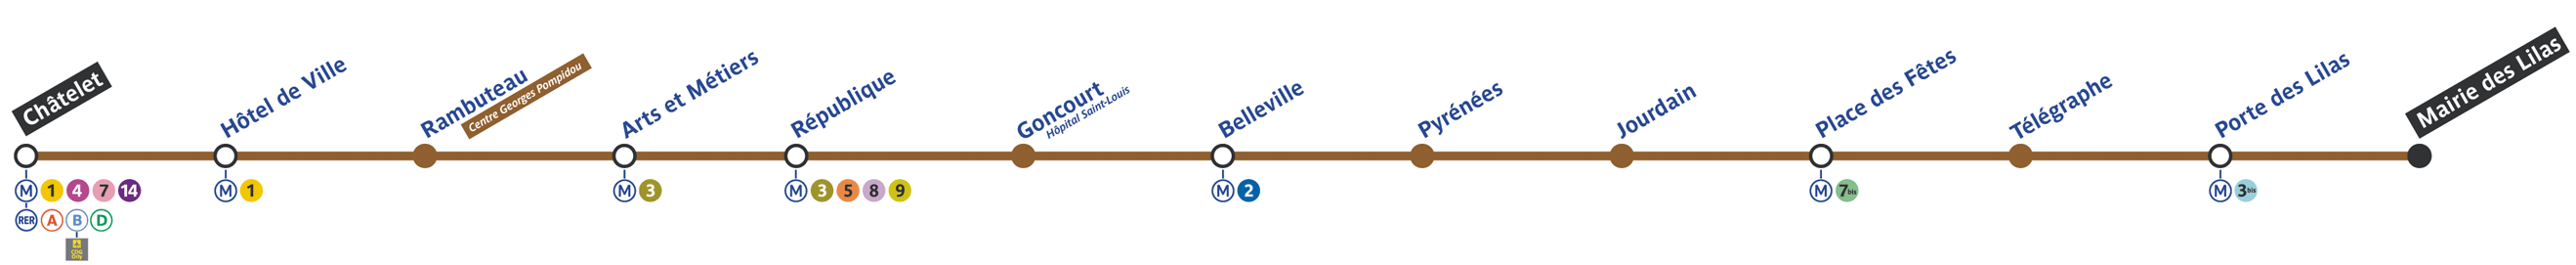 Châtelet
Hôtel de Ville
Rambuteau
Centre Georges Pompidou
Arts et Métiers
République
Goncourt
Hôpital Saint-Louis
Belleville
Pyrénées
Jourdain
Place des Fêtes
Télégraphe
Porte des Lilas
Mairie des Lilas
M 1 4 7 14
RER A B D
CDG
Orly
M 1
M 3
M 3 5 8 9
M 2
M 7bis
M 3bis